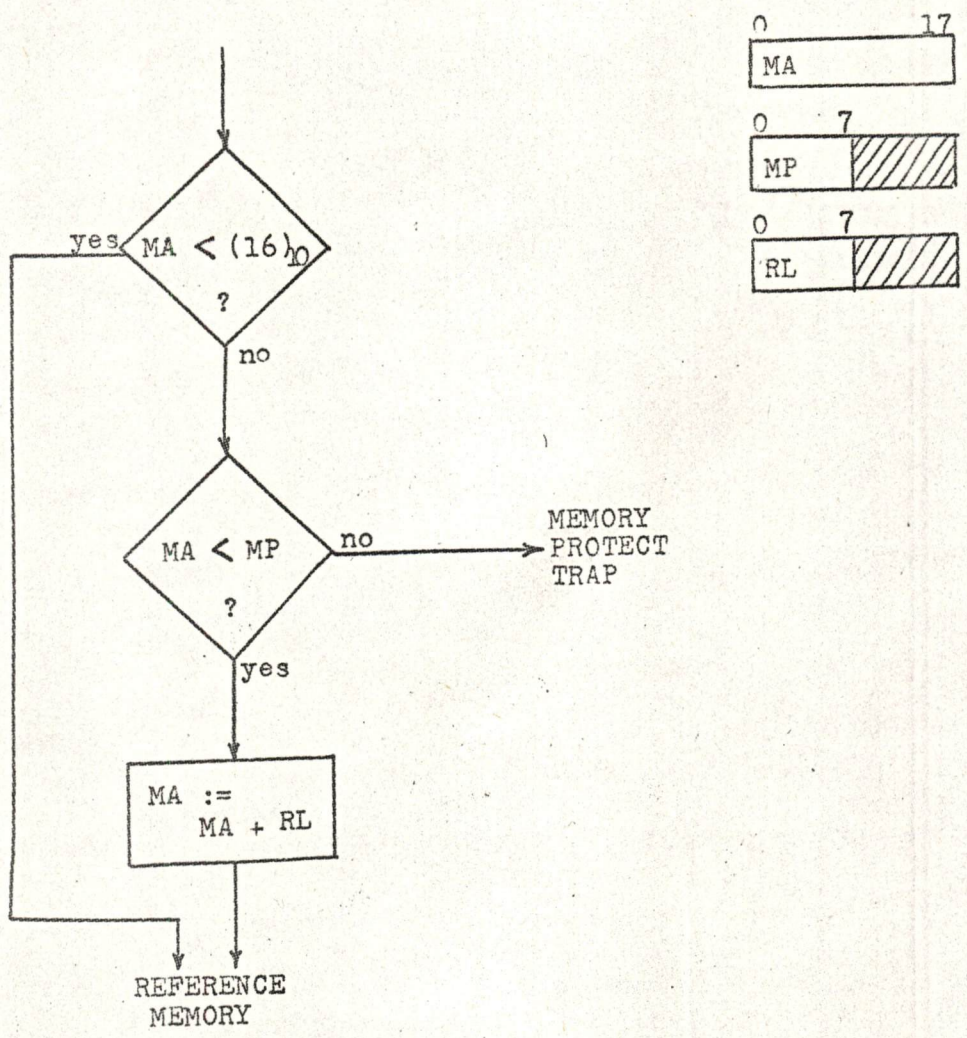 0 17
MA
0 7
MP
0 7
RL
yes
MA < (16)10
?
no
MA < MP
?
no
MEMORY
PROTECT
TRAP
yes
MA :=
MA + RL
REFERENCE
MEMORY